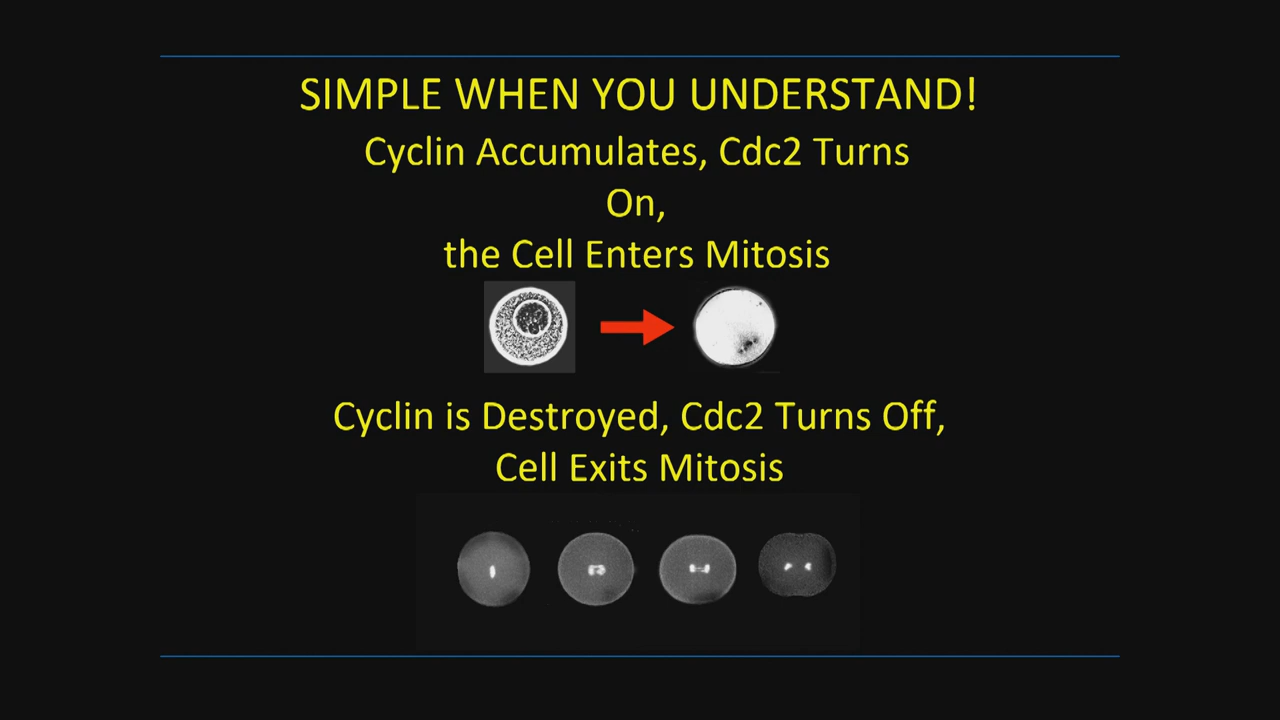 SIMPLE WHEN YOU UNDERSTAND!
Cyclin Accumulates, Cdc2 Turns
On,
the Cell Enters Mitosis
Cyclin is Destroyed, Cdc2 Turns Off,
Cell Exits Mitosis